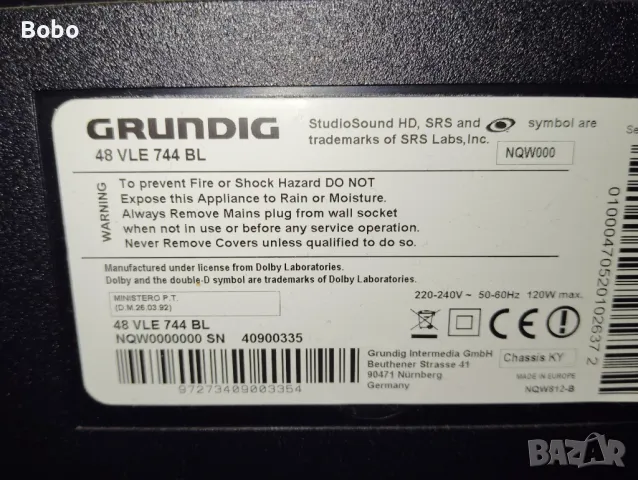 Bobo
GRUNDIG
48 VLE 744 BL
StudioSound HD, SRS and symbol are
trademarks of SRS Labs,Inc.
NQW000
WARNING
To prevent Fire or Shock Hazard DO NOT
Expose this Appliance to Rain or Moisture.
Always Remove Mains plug from wall socket
when not in use or before any service operation.
Never Remove Covers unless qualified to do so.
Manufactured under license from Dolby Laboratories.
Dolby and the double-D symbol are trademarks of Dolby Laboratories.
MINISTERO P.T.
(D.M.26.03.92)
220-240V~ 50-60Hz 120W max.
48 VLE 744 BL
NQW0000000 SN 40900335
97273409003354
Grundig Intermedia GmbH
Beuthener Strasse 41
90471 Nürnberg
Germany
Chassis KY
MADE IN EUROPE
NQW812-B
Se
01000470520102637 2
BAZAR